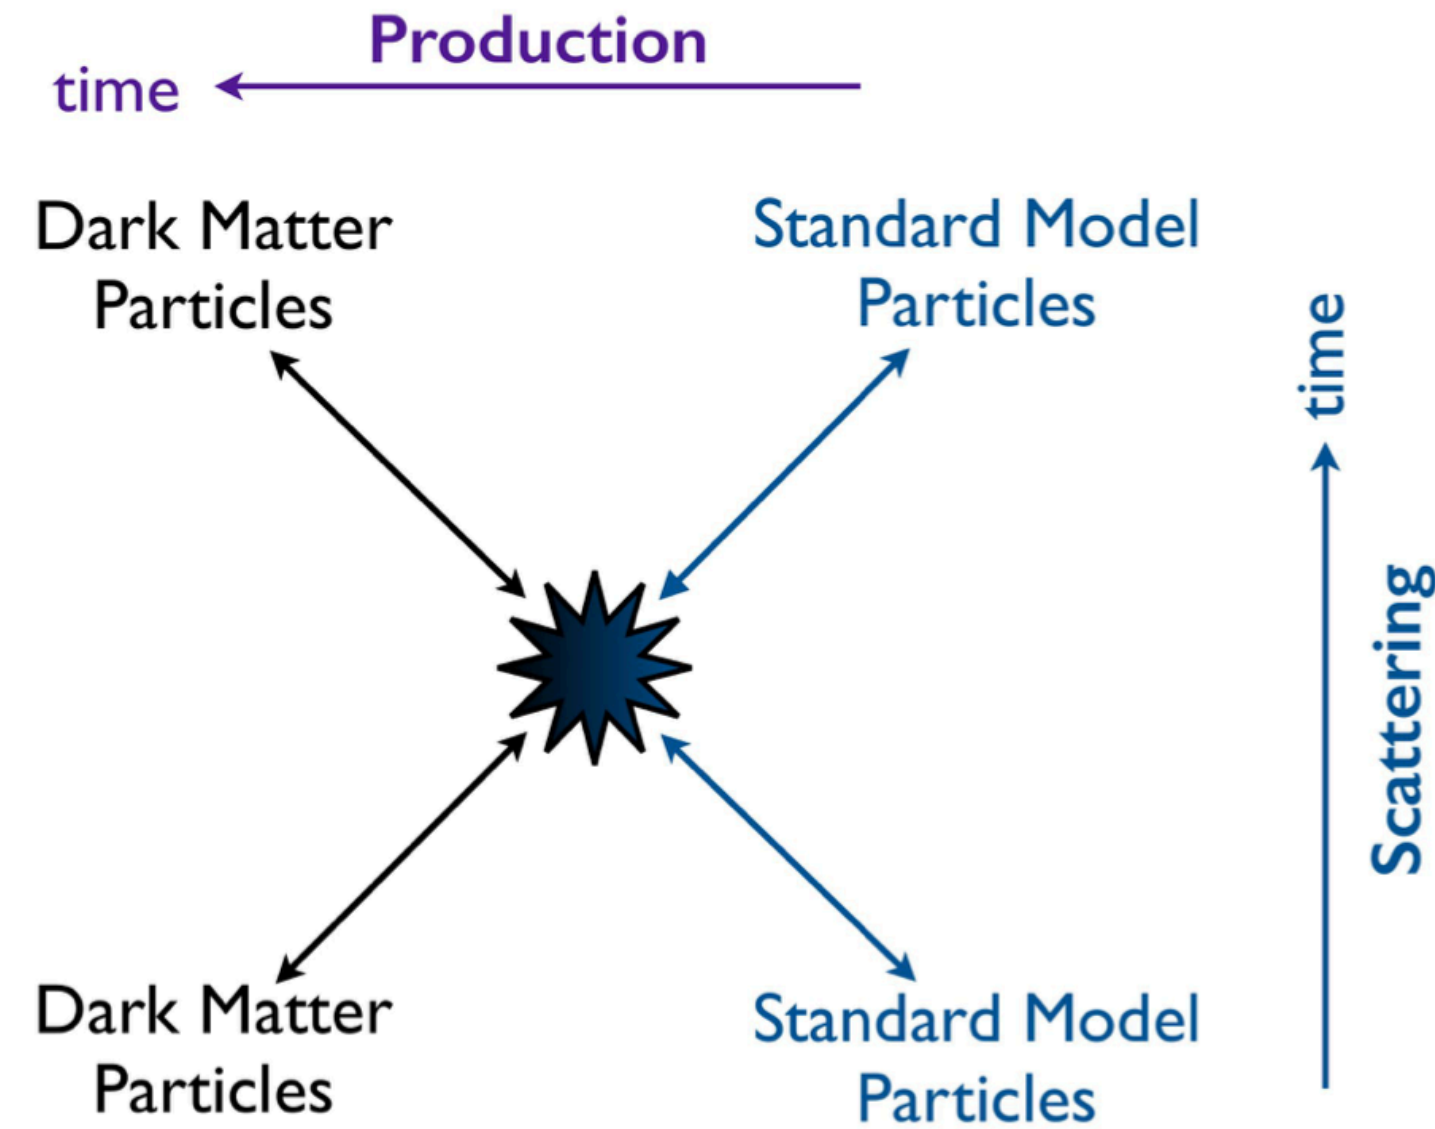 Production
time
Dark Matter
Particles
Standard Model
Particles
time
Scattering
Dark Matter
Particles
Standard Model
Particles